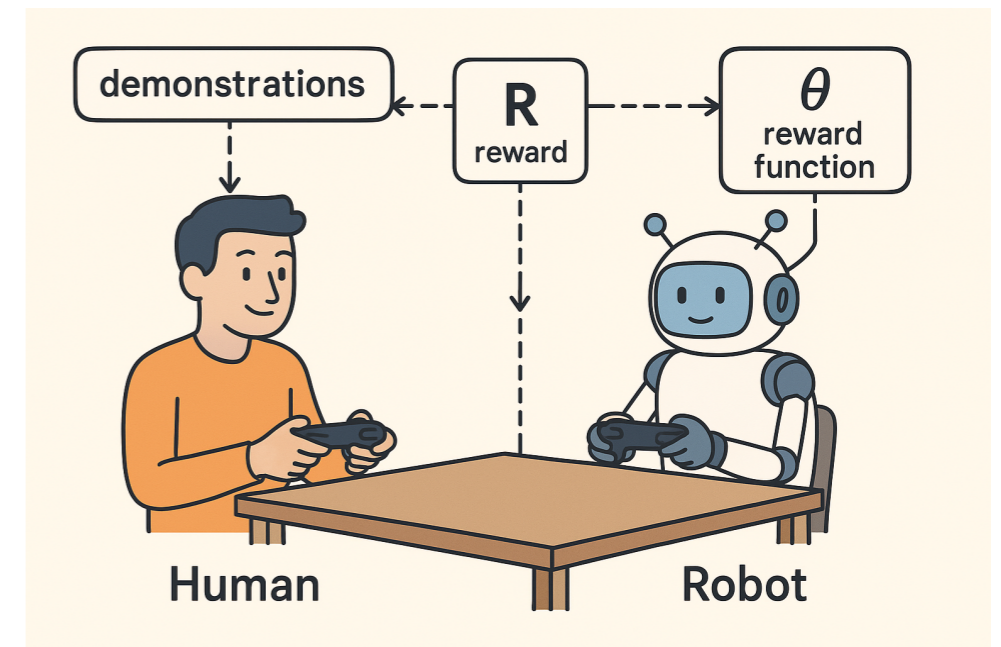 demonstrations
R
reward
θ
reward
function
Human
Robot